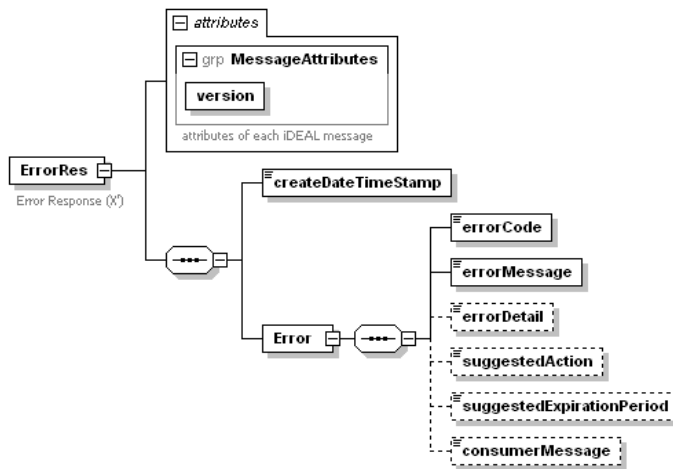 attributes
grp MessageAttributes
version
attributes of each iDEAL message
ErrorRes
Error Response (X')
createDateTimeStamp
errorCode
errorMessage
errorDetail
Error
suggestedAction
suggestedExpirationPeriod
consumerMessage